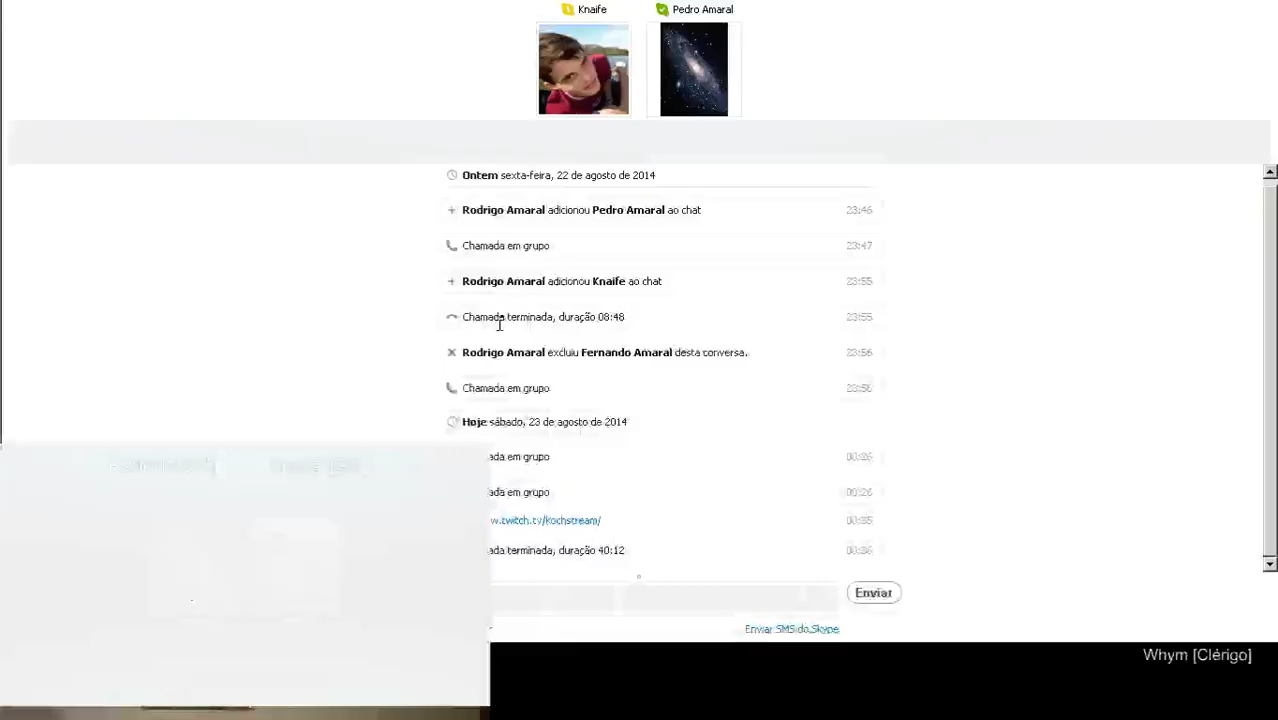 Knaife
Pedro Amaral
Ontem sexta-feira, 22 de agosto de 2014
Rodrigo Amaral adicionou Pedro Amaral ao chat 23:46
Chamada em grupo 23:47
Rodrigo Amaral adicionou Knaife ao chat 23:55
Chamada terminada, duração 08:48 23:55
Rodrigo Amaral excluiu Fernando Amaral desta conversa. 23:56
Chamada em grupo 23:56
Hoje sábado, 23 de agosto de 2014
ada em grupo 00:26
ada em grupo 00:26
w.twitch.tv/kochstream/
ada terminada, duração 40:12
Enviar
Enviar SMS do Skype
Whym [Clérigo]